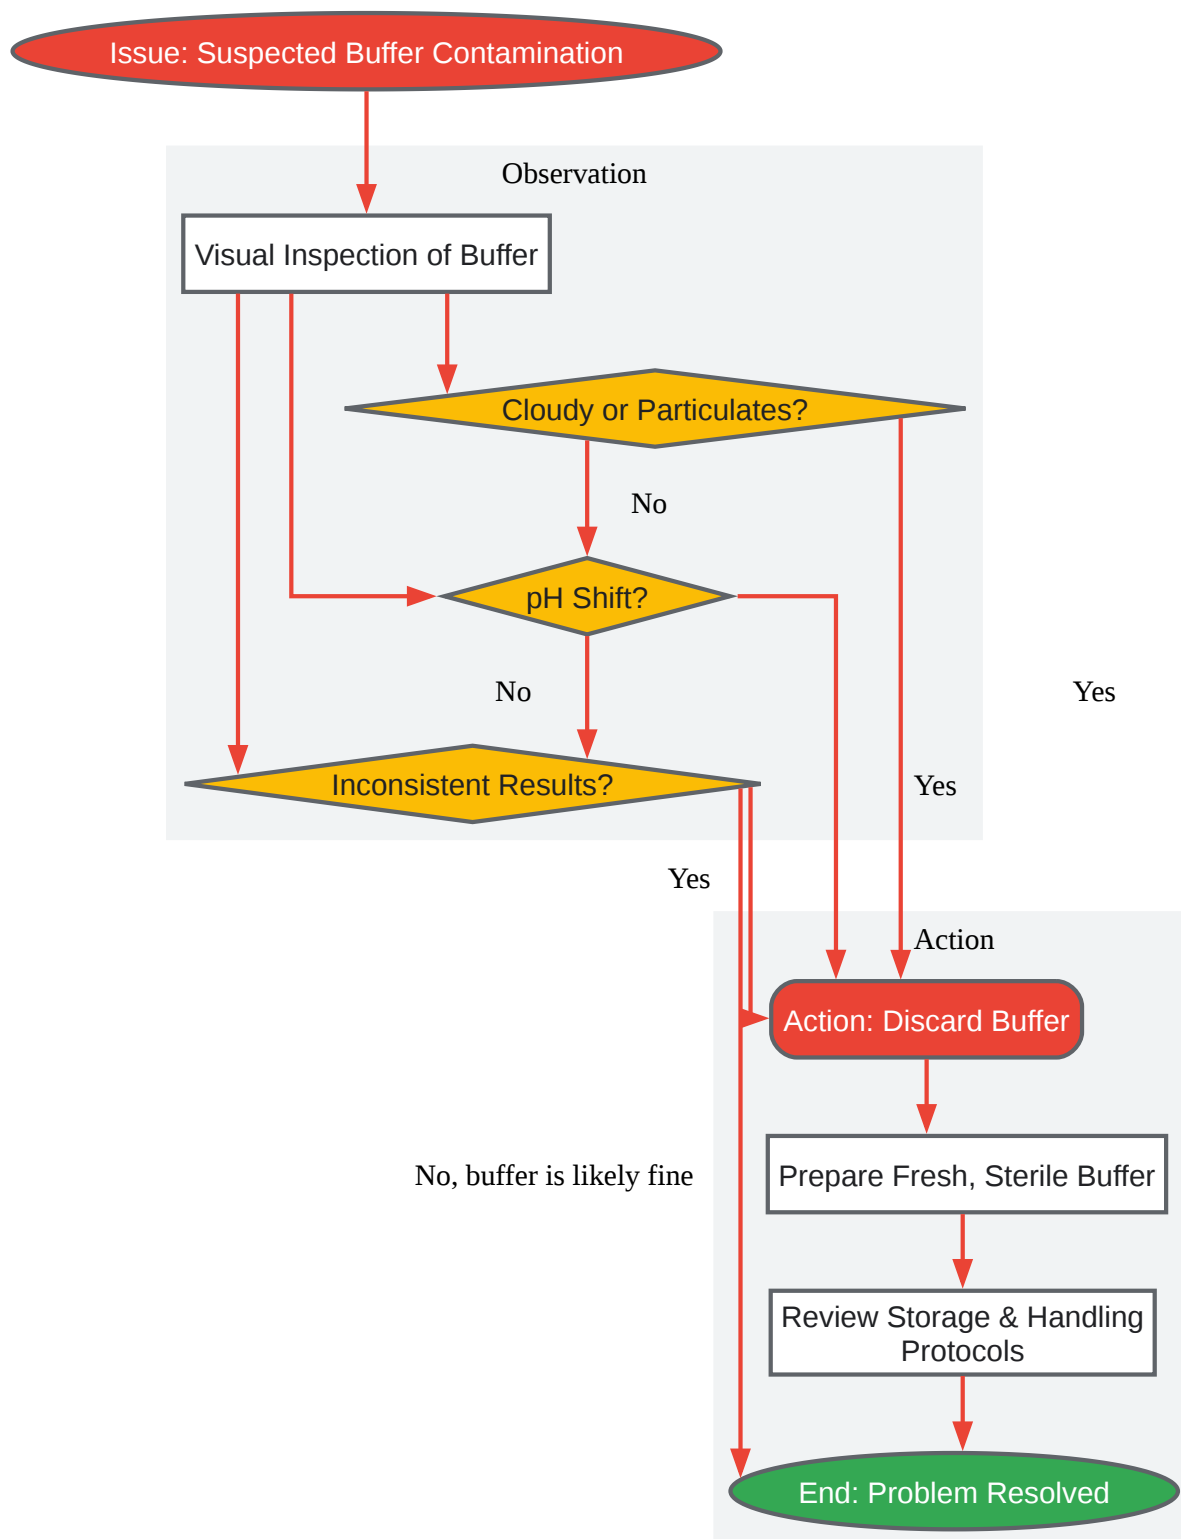 Issue: Suspected Buffer Contamination
Observation
Visual Inspection of Buffer
Cloudy or Particulates?
No
pH Shift?
No
Yes
Inconsistent Results?
Yes
Yes
Action
Action: Discard Buffer
No, buffer is likely fine
Prepare Fresh, Sterile Buffer
Review Storage & Handling
Protocols
End: Problem Resolved